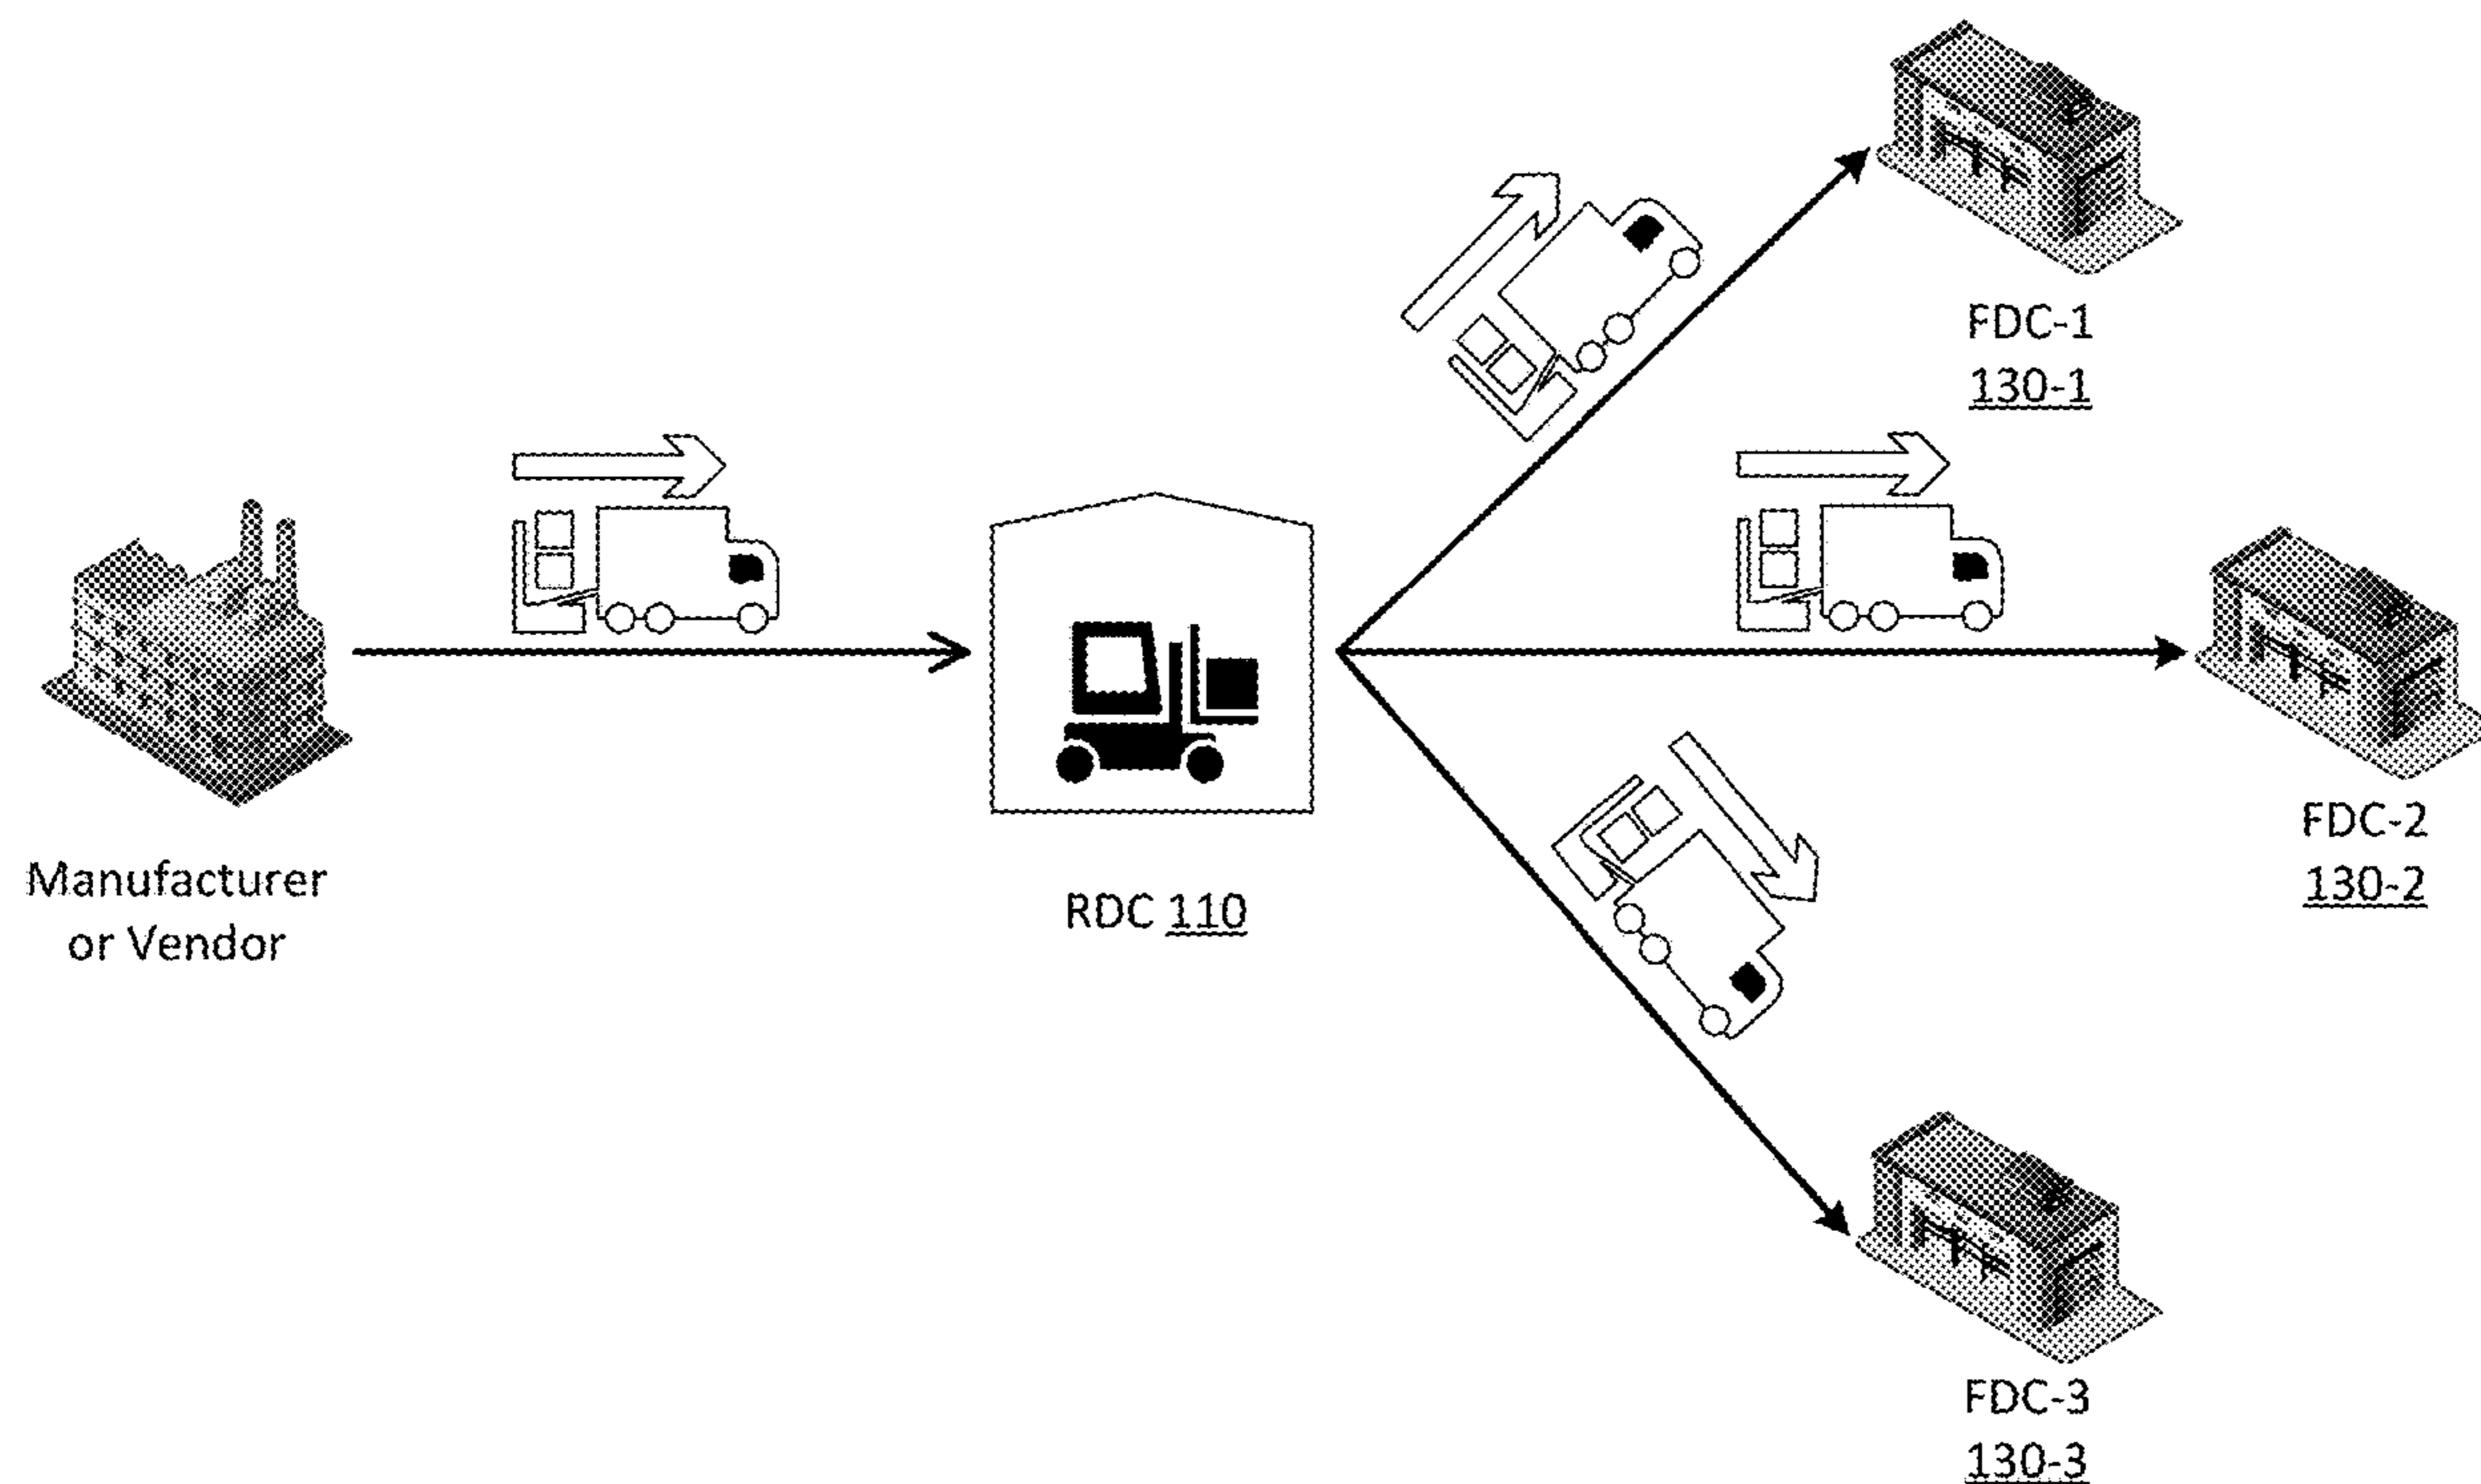 Manufacturer
or Vendor
RDC 110
FDC-1
130-1
FDC-2
130-2
FDC-3
130-3